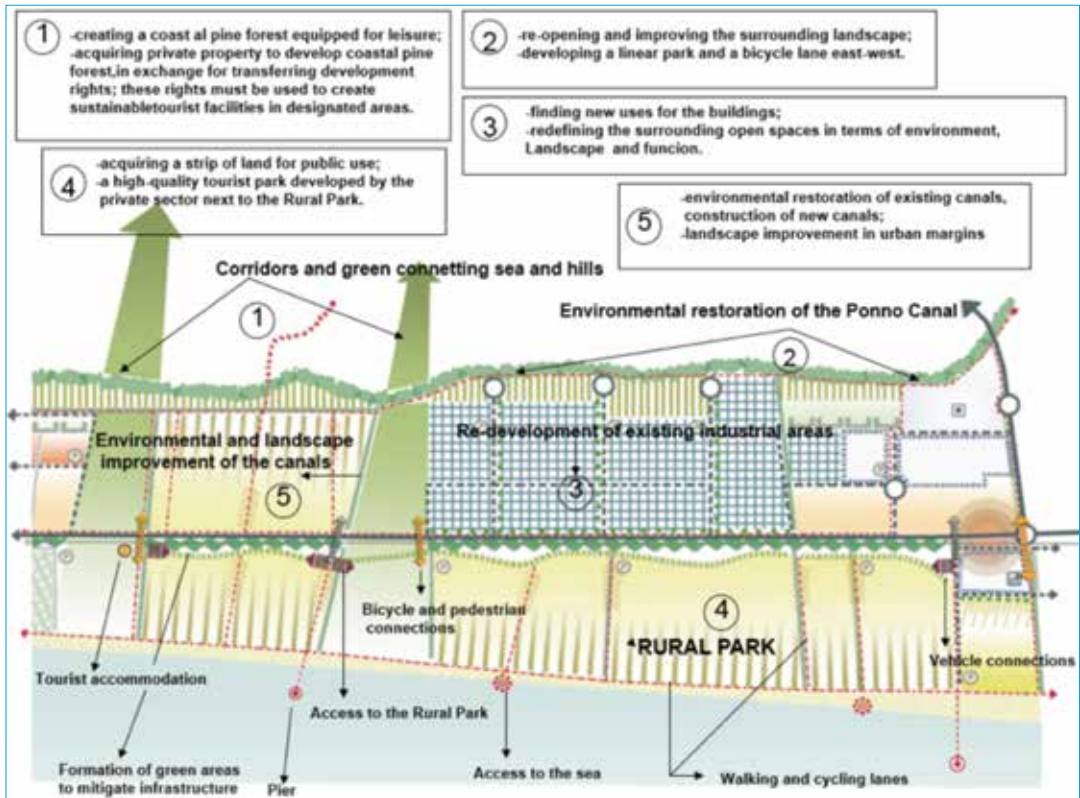 1
-creating a coast al pine forest equipped for leisure;
-acquiring private property to develop coastal pine
forest,in exchange for transferring development
rights; these rights must be used to create
sustainabletourist facilities in designated areas.
2
-re-opening and improving the surrounding landscape;
-developing a linear park and a bicycle lane east-west.
3
-finding new uses for the buildings;
-redefining the surrounding open spaces in terms of environment,
Landscape and funcion.
4
-acquiring a strip of land for public use;
-a high-quality tourist park developed by the
private sector next to the Rural Park.
5
-environmental restoration of existing canals,
construction of new canals;
-landscape improvement in urban margins
Corridors and green connetting sea and hills
1
Environmental restoration of the Ponno Canal
2
Environmental and landscape
improvement of the canals
5
Re-development of existing industrial areas
3
Bicycle and pedestrian
connections
4
RURAL PARK
Vehicle connections
Tourist accommodation
Access to the Rural Park
Formation of green areas
to mitigate infrastructure
Pier
Access to the sea
Walking and cycling lanes